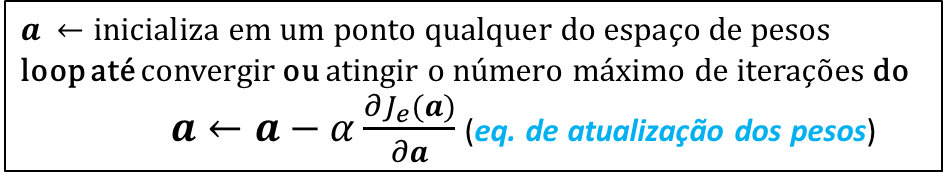 a ← inicializa em um ponto qualquer do espaço de pesos
loop até convergir ou atingir o número máximo de iterações do
a ← a − α ∂Jₑ(a)/∂a (eq. de atualização dos pesos)